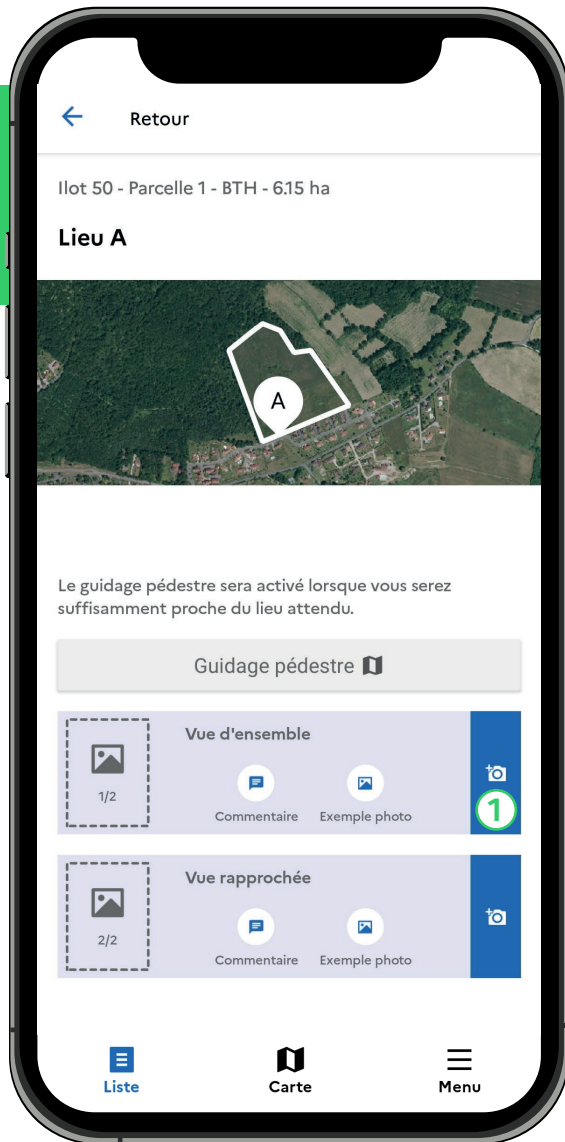 Retour
Ilot 50 - Parcelle 1 - BTH - 6.15 ha
Lieu A
A
Le guidage pédestre sera activé lorsque vous serez
suffisamment proche du lieu attendu.
Guidage pédestre
Vue d'ensemble
1/2
Commentaire Exemple photo
1
Vue rapprochée
2/2
Commentaire Exemple photo
Liste Carte Menu